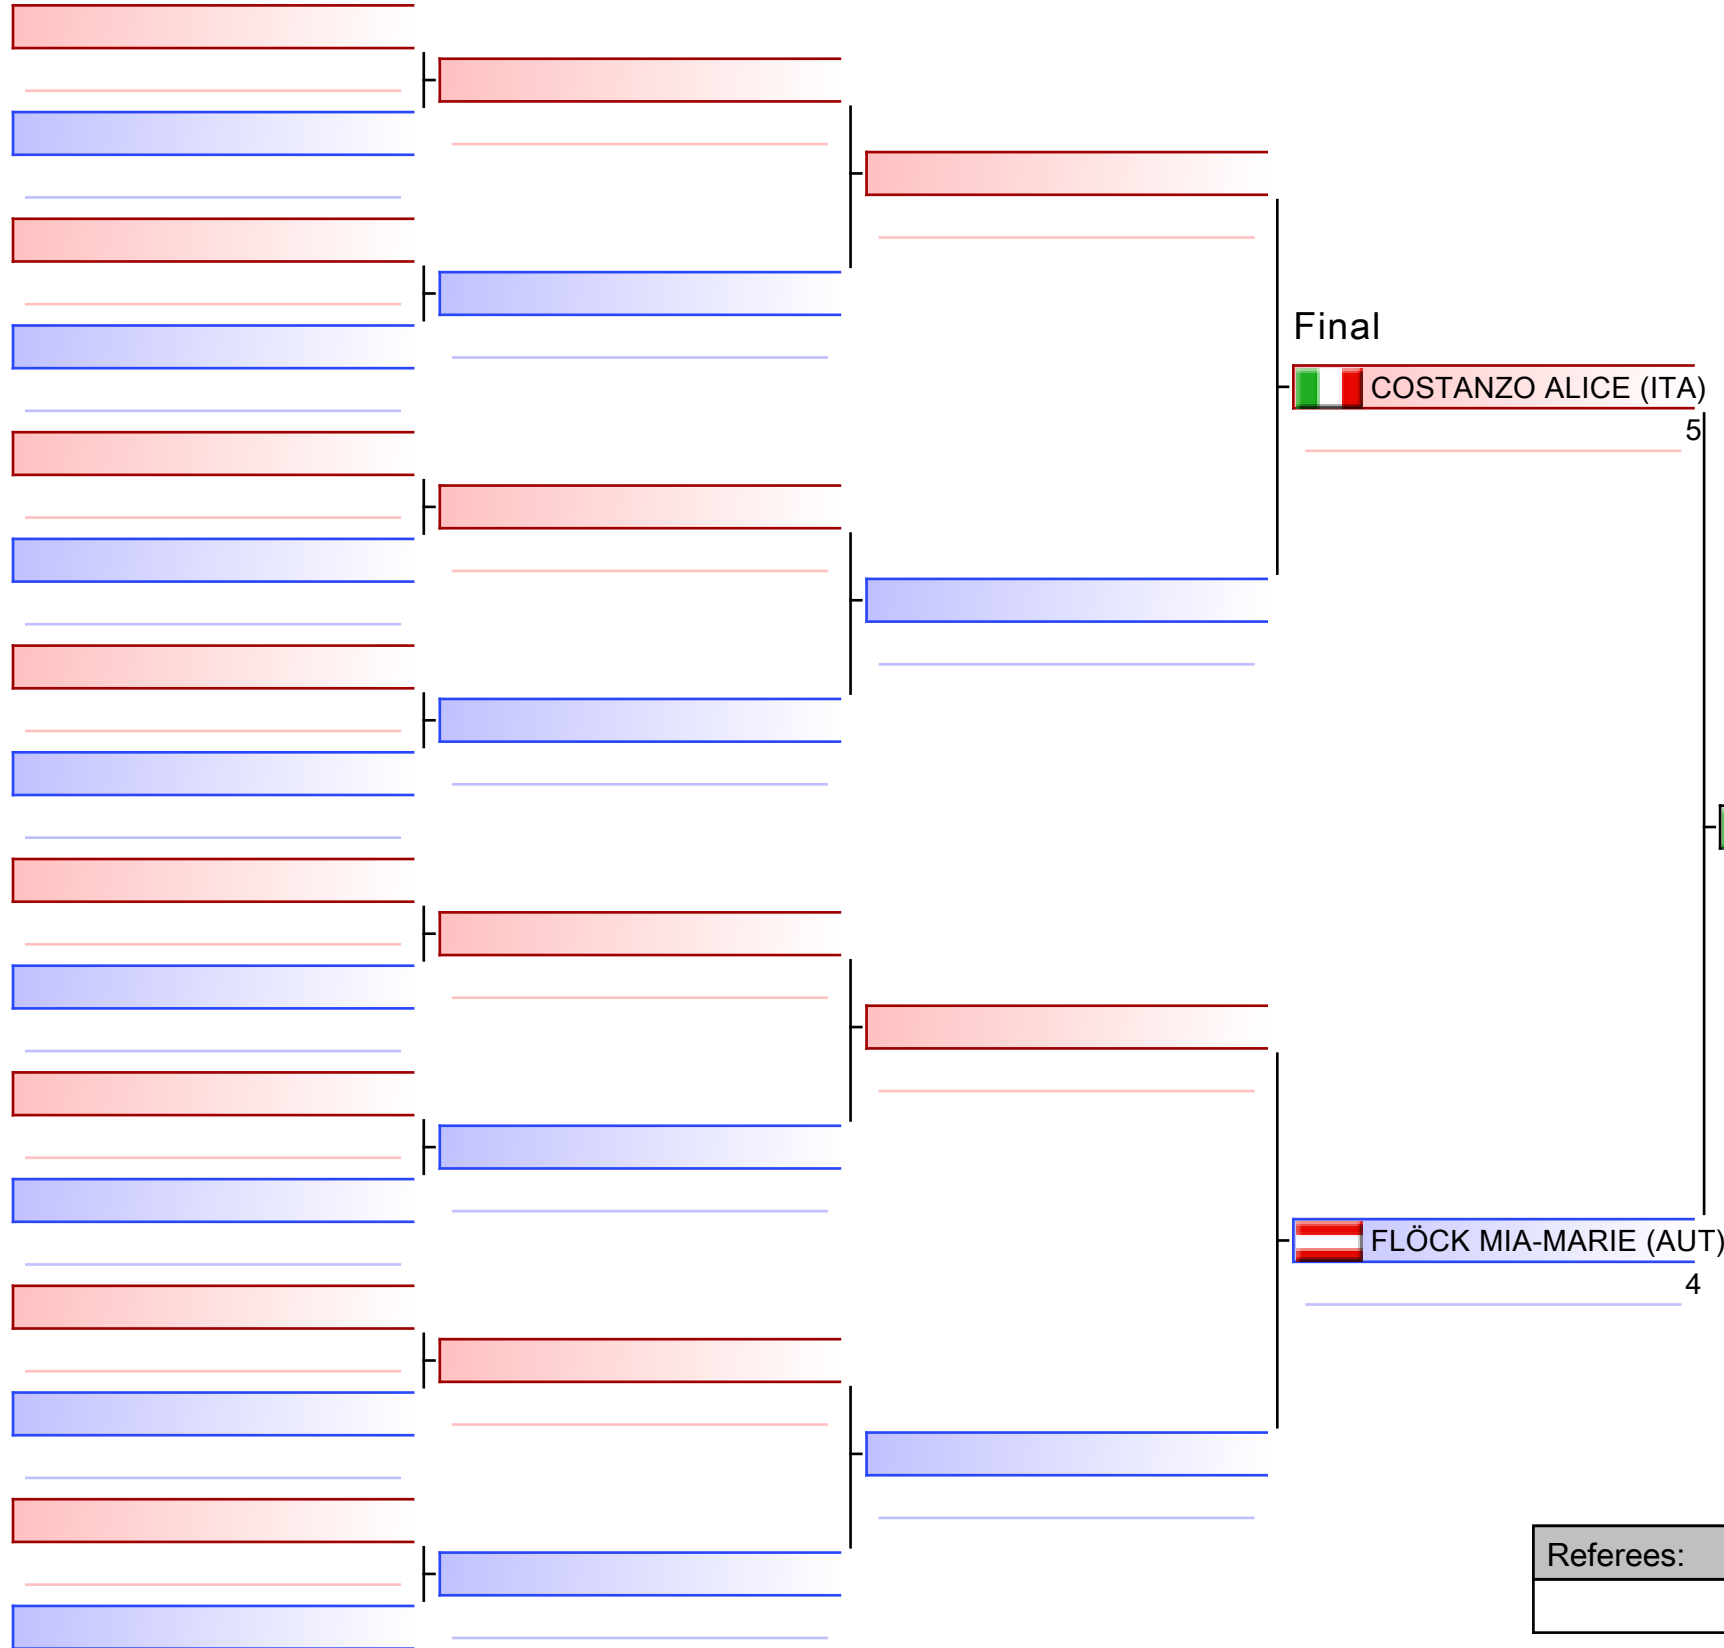 Final
COSTANZO ALICE (ITA)
5
FLÖCK MIA-MARIE (AUT)
4
Referees: